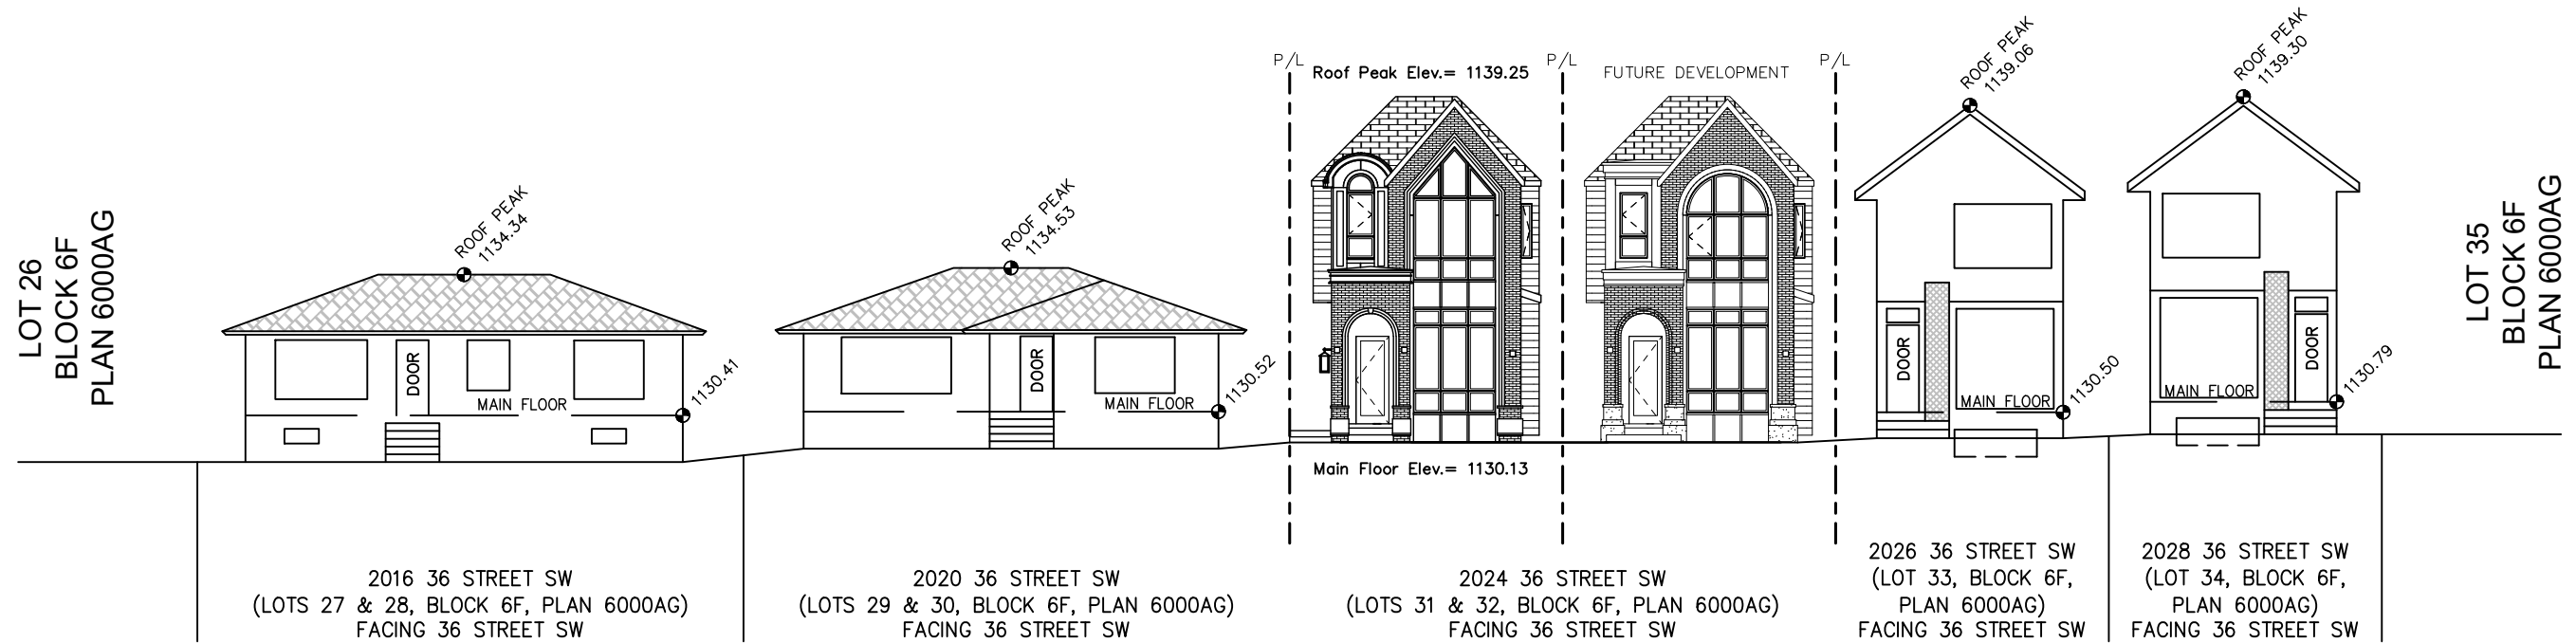 LOT 26
BLOCK 6F
PLAN 6000AG
ROOF PEAK
1134.34
DOOR
MAIN FLOOR
1130.41
2016 36 STREET SW
(LOTS 27 & 28, BLOCK 6F, PLAN 6000AG)
FACING 36 STREET SW
ROOF PEAK
1134.53
DOOR
MAIN FLOOR
1130.52
2020 36 STREET SW
(LOTS 29 & 30, BLOCK 6F, PLAN 6000AG)
FACING 36 STREET SW
P/L
Roof Peak Elev.= 1139.25
P/L
FUTURE DEVELOPMENT
P/L
Main Floor Elev.= 1130.13
2024 36 STREET SW
(LOTS 31 & 32, BLOCK 6F, PLAN 6000AG)
FACING 36 STREET SW
ROOF PEAK
1139.06
DOOR
MAIN FLOOR
1130.50
2026 36 STREET SW
(LOT 33, BLOCK 6F,
PLAN 6000AG)
FACING 36 STREET SW
ROOF PEAK
1139.30
MAIN FLOOR
DOOR
1130.79
2028 36 STREET SW
(LOT 34, BLOCK 6F,
PLAN 6000AG)
FACING 36 STREET SW
LOT 35
BLOCK 6F
PLAN 6000AG